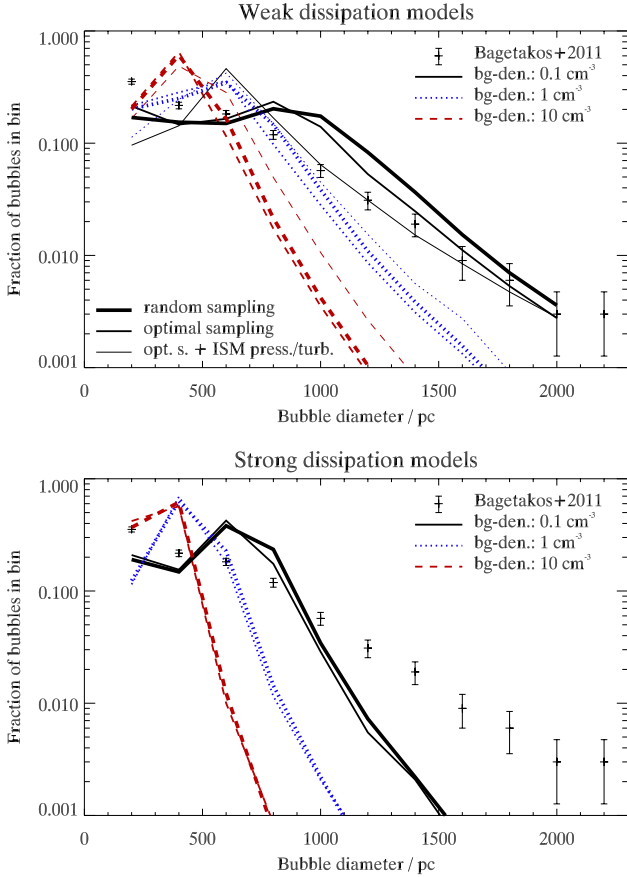 Weak dissipation models
Fraction of bubbles in bin
1.000
0.100
0.010
0.001
Bagetakos+2011
bg-den.: 0.1 cm⁻³
bg-den.: 1 cm⁻³
bg-den.: 10 cm⁻³
random sampling
optimal sampling
opt. s. + ISM press./turb.
0 500 1000 1500 2000
Bubble diameter / pc
Strong dissipation models
Fraction of bubbles in bin
1.000
0.100
0.010
0.001
Bagetakos+2011
bg-den.: 0.1 cm⁻³
bg-den.: 1 cm⁻³
bg-den.: 10 cm⁻³
0 500 1000 1500 2000
Bubble diameter / pc